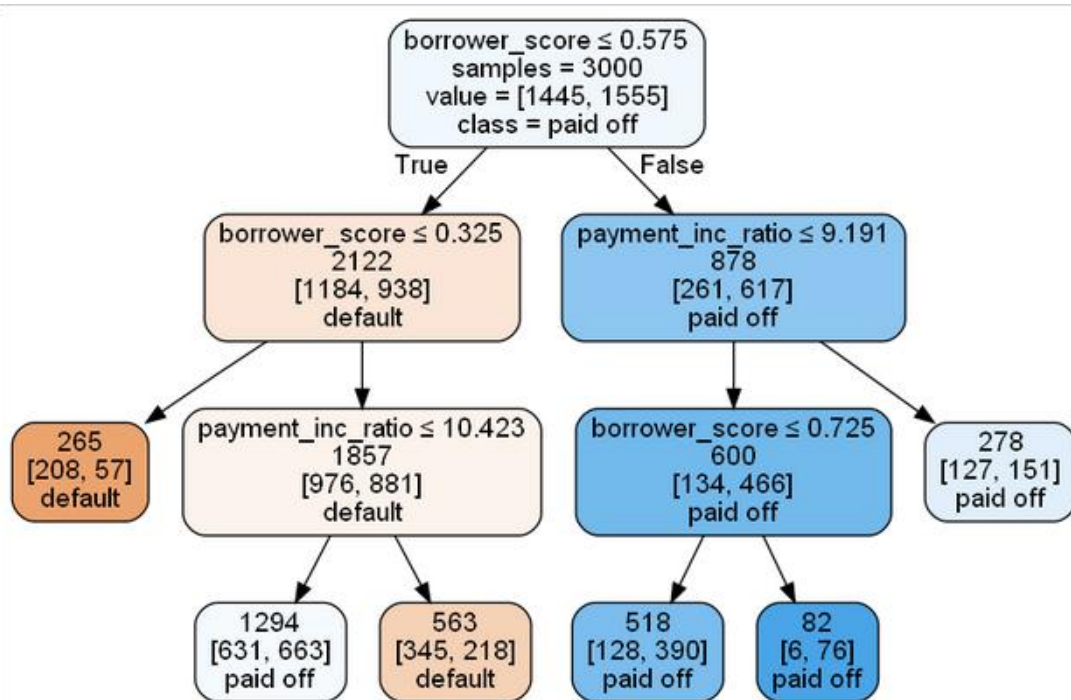 borrower_score ≤ 0.575
samples = 3000
value = [1445, 1555]
class = paid off
True
False
borrower_score ≤ 0.325
2122
[1184, 938]
default
payment_inc_ratio ≤ 9.191
878
[261, 617]
paid off
265
[208, 57]
default
payment_inc_ratio ≤ 10.423
1857
[976, 881]
default
borrower_score ≤ 0.725
600
[134, 466]
paid off
278
[127, 151]
paid off
1294
[631, 663]
paid off
563
[345, 218]
default
518
[128, 390]
paid off
82
[6, 76]
paid off